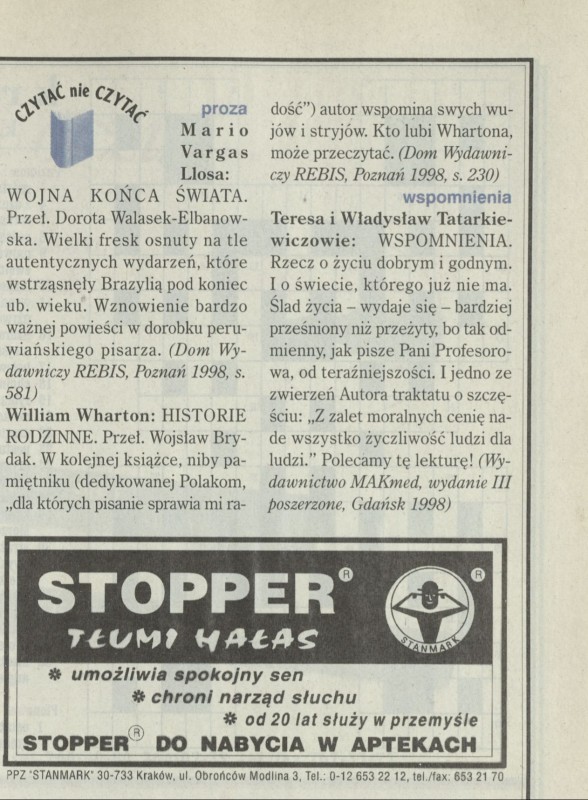 CZYTAĆ nie CZYTAĆ
proza
Mario
Vargas
Llosa:
WOJNA KOŃCA ŚWIATA.
Przeł. Dorota Walasek-Elbanow-
ska. Wielki fresk osnuty na tle
autentycznych wydarzeń, które
wstrząsnęły Brazylią pod koniec
ub. wieku. Wznowienie bardzo
ważnej powieści w dorobku peru-
wiańskiego pisarza. (Dom Wy-
dawniczy REBIS, Poznań 1998, s.
581)
William Wharton: HISTORIE
RODZINNE. Przeł. Wojsław Bry-
dak. W kolejnej książce, niby pa-
miętniku (dedykowanej Polakom,
„dla których pisanie sprawia mi ra-
dość”) autor wspomina swych wu-
jów i stryjów. Kto lubi Whartona,
może przeczytać. (Dom Wydawni-
czy REBIS, Poznań 1998, s. 230)
wspomnienia
Teresa i Władysław Tatarkie-
wiczowie: WSPOMNIENIA.
Rzecz o życiu dobrym i godnym.
I o świecie, którego już nie ma.
Ślad życia – wydaje się – bardziej
prześniony niż przeżyty, bo tak od-
mienny, jak pisze Pani Profesoro-
wa, od teraźniejszości. I jedno ze
zwierzeń Autora traktatu o szczę-
ściu: „Z zalet moralnych cenię na-
de wszystko życzliwość ludzi dla
ludzi.” Polecamy tę lekturę! (Wy-
dawnictwo MAKmed, wydanie III
poszerzone, Gdańsk 1998)
STOPPER®
TŁUMI HAŁAS
® STANMARK
* umożliwia spokojny sen
* chroni narząd słuchu
* od 20 lat służy w przemyśle
STOPPER® DO NABYCIA W APTEKACH
PPZ "STANMARK" 30-733 Kraków, ul. Obrońców Modlina 3, Tel.: 0-12 653 22 12, tel./fax: 653 21 70